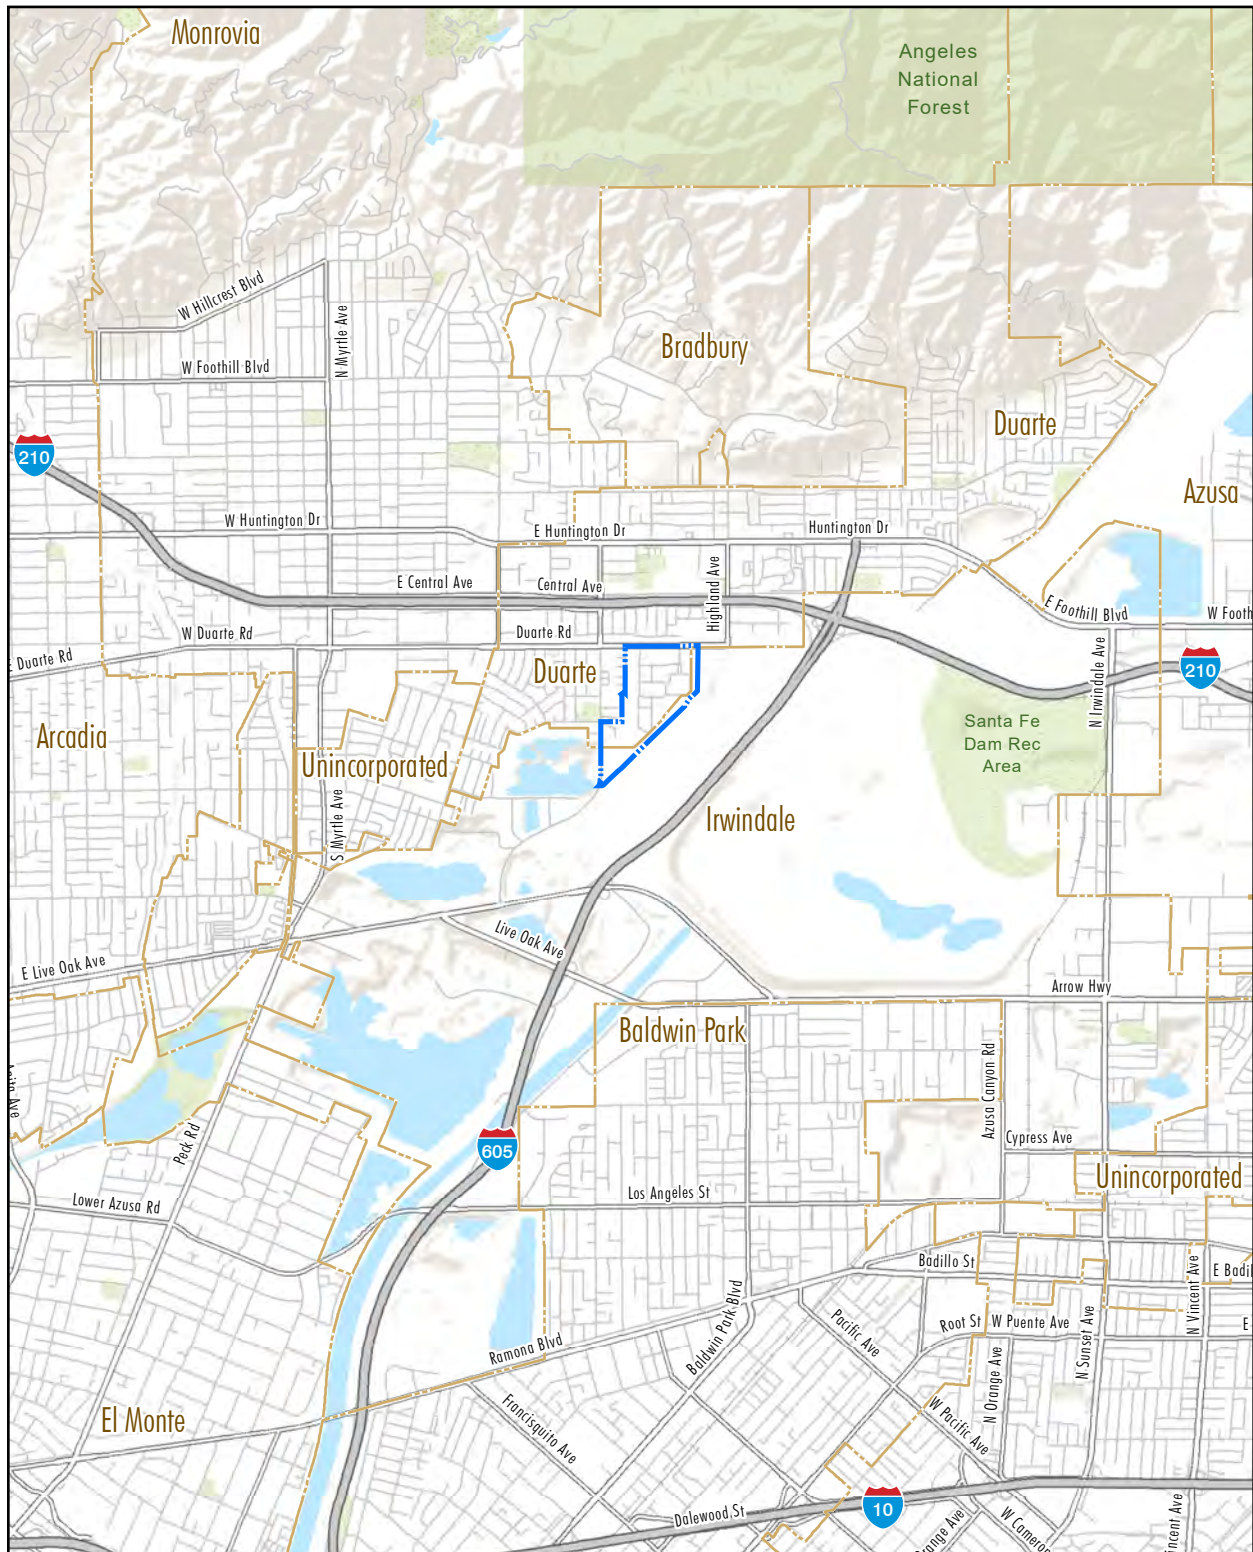 Monrovia
Angeles
National
Forest
W Hillcrest Blvd
N Myrtle Ave
W Foothill Blvd
Bradbury
Duarte
210
Azusa
W Huntington Dr
E Huntington Dr
Huntington Dr
E Central Ave
Central Ave
Highland Ave
E Foothill Blvd
W Footh
W Duarte Rd
Duarte Rd
E Duarte Rd
Duarte
N Irwindale Ave
210
Arcadia
Unincorporated
Santa Fe
Dam Rec
Area
S Myrtle Ave
Irwindale
Live Oak Ave
E Live Oak Ave
Arrow Hwy
Baldwin Park
Azusa Canyon Rd
Peck Rd
605
Cypress Ave
Unincorporated
Lower Azusa Rd
Los Angeles St
Badillo St
E Badil
N Vincent Ave
Baldwin Park Blvd
Pacific Ave
Root St
W Puente Ave
E
N Sunset Ave
Ramona Blvd
N Orange Ave
W Pacific Ave
El Monte
Francisquito Ave
10
Dalewood St
W Cameron
Orange Ave
incent Ave